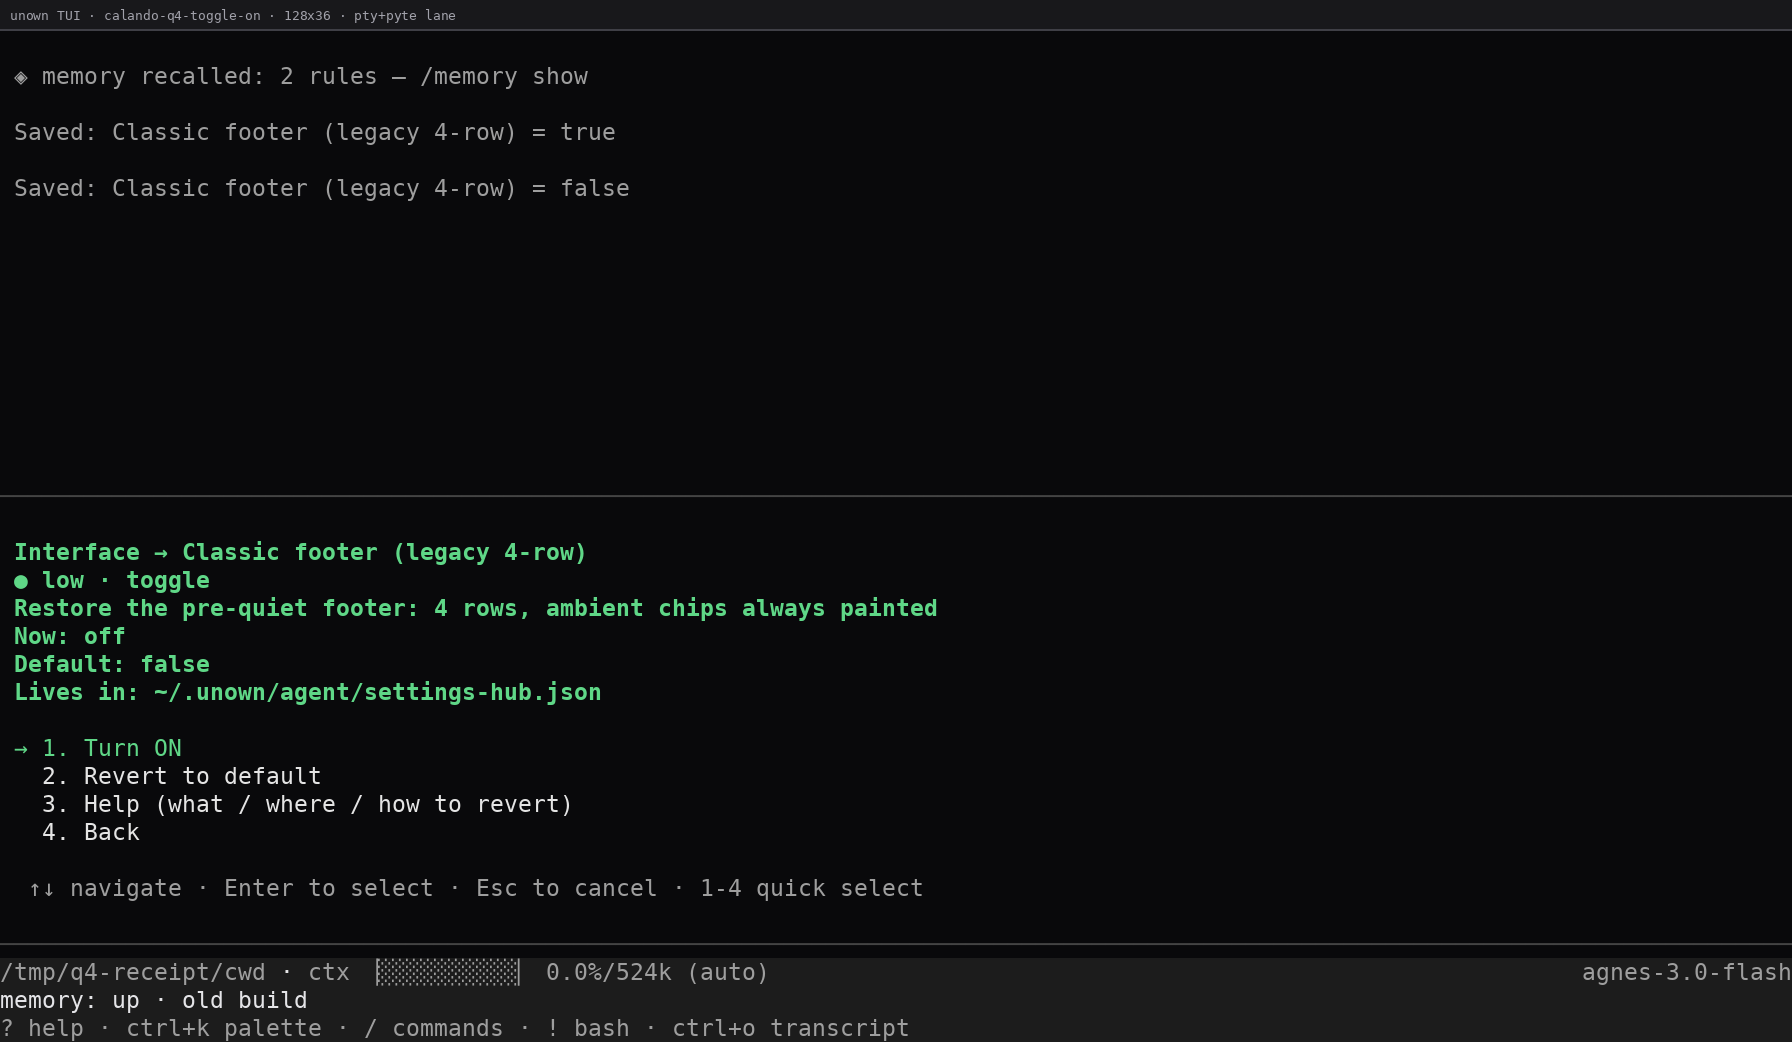 unown TUI · calando-q4-toggle-on · 128x36 · pty+pyte lane
◈ memory recalled: 2 rules — /memory show
Saved: Classic footer (legacy 4-row) = true
Saved: Classic footer (legacy 4-row) = false
Interface → Classic footer (legacy 4-row)
● low · toggle
Restore the pre-quiet footer: 4 rows, ambient chips always painted
Now: off
Default: false
Lives in: ~/.unown/agent/settings-hub.json
→ 1. Turn ON
2. Revert to default
3. Help (what / where / how to revert)
4. Back
↑↓ navigate · Enter to select · Esc to cancel · 1-4 quick select
/tmp/q4-receipt/cwd · ctx ▕░░░░░░░░░░▏ 0.0%/524k (auto) agnes-3.0-flash
memory: up · old build
? help · ctrl+k palette · / commands · ! bash · ctrl+o transcript